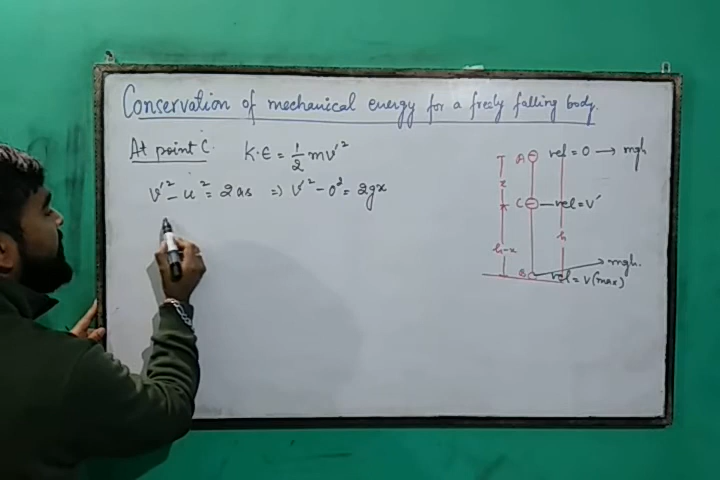 Conservation of mechanical energy for a freely falling body.
At point C. K.E = 1/2 mv'²
v'² - u² = 2as ⇒ v'² - 0² = 2gx
A vel = 0 → mgh
x
C vel = v'
h
h-x
mgh.
B vel = v(max)